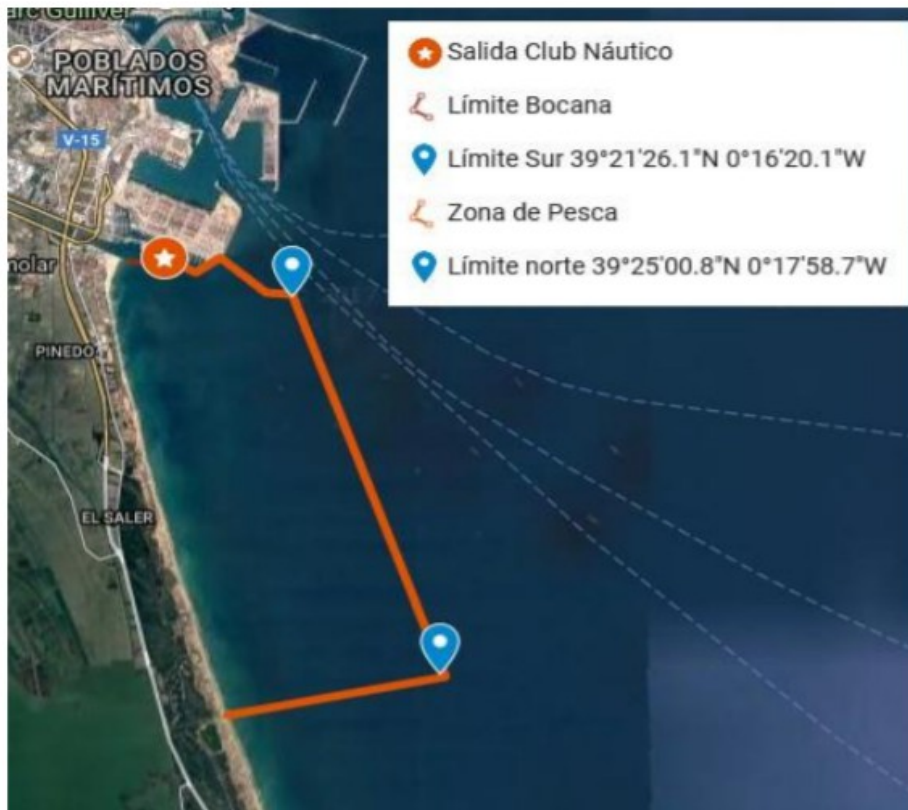 POBLADOS
MARÍTIMOS
V-15
PINEDO
EL SALER
Salida Club Náutico
Límite Bocana
Límite Sur 39°21'26.1"N 0°16'20.1"W
Zona de Pesca
Límite norte 39°25'00.8"N 0°17'58.7"W